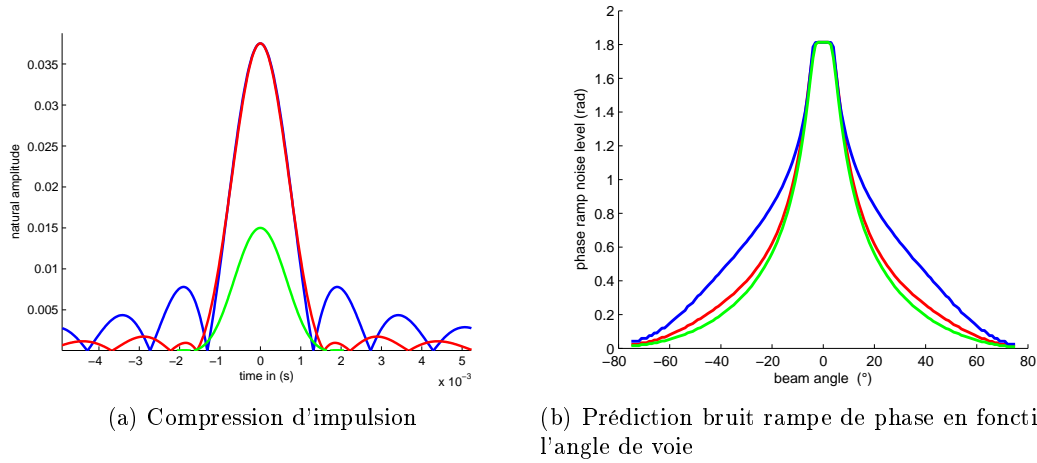 0.035
0.03
0.025
0.02
0.015
0.01
0.005
natural amplitude
−4 −3 −2 −1 0 1 2 3 4 5
time in (s)
x 10⁻³
(a) Compression d'impulsion
2
1.8
1.6
1.4
1.2
1
0.8
0.6
0.4
0.2
0
phase ramp noise level (rad)
−80 −60 −40 −20 0 20 40 60 80
beam angle (°)
(b) Prédiction bruit rampe de phase en foncti
l'angle de voie